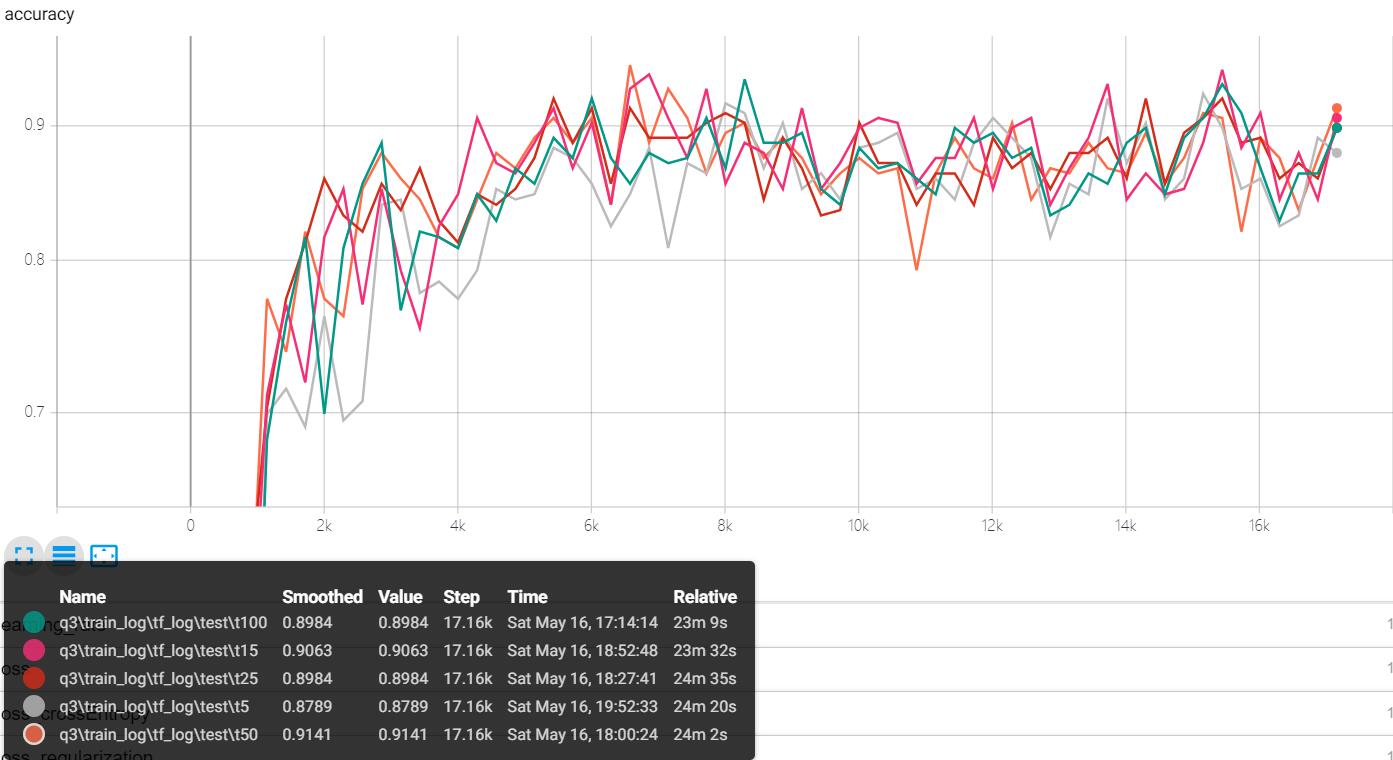 accuracy
0.9
0.8
0.7
0 2k 4k 6k 8k 10k 12k 14k 16k
Name Smoothed Value Step Time Relative
q3\train_log\tf_log\test\t100 0.8984 0.8984 17.16k Sat May 16, 17:14:14 23m 9s
q3\train_log\tf_log\test\t15 0.9063 0.9063 17.16k Sat May 16, 18:52:48 23m 32s
q3\train_log\tf_log\test\t25 0.8984 0.8984 17.16k Sat May 16, 18:27:41 24m 35s
q3\train_log\tf_log\test\t5 0.8789 0.8789 17.16k Sat May 16, 19:52:33 24m 20s
q3\train_log\tf_log\test\t50 0.9141 0.9141 17.16k Sat May 16, 18:00:24 24m 2s
1
1
1
1